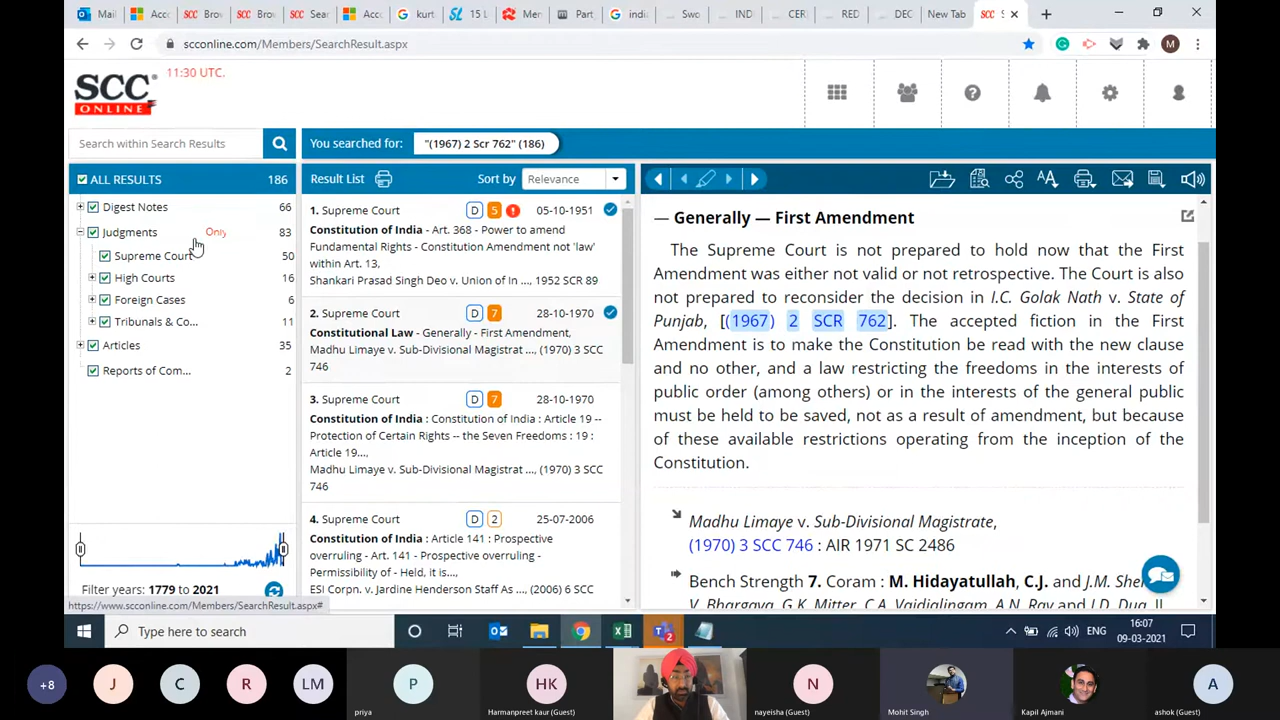 Mail
Acc
Brow
Brow
Sear
Acc
kurt
15 L
Men
Part
indi
Swo
IND
CER
RED
DEC
New Tab
S
scconline.com/Members/SearchResult.aspx
M
SCC
ONLINE
11:30 UTC.
Search within Search Results
You searched for:
"(1967) 2 Scr 762" (186)
ALL RESULTS 186
Digest Notes 66
Judgments Only 83
Supreme Court 50
High Courts 16
Foreign Cases 6
Tribunals & Co... 11
Articles 35
Reports of Com... 2
Filter years: 1779 to 2021
https://www.scconline.com/Members/SearchResult.aspx#
Result List
Sort by
Relevance
1. Supreme Court D 5 05-10-1951
Constitution of India - Art. 368 - Power to amend
Fundamental Rights - Constitution Amendment not 'law'
within Art. 13,
Shankari Prasad Singh Deo v. Union of In ..., 1952 SCR 89
2. Supreme Court D 7 28-10-1970
Constitutional Law - Generally - First Amendment,
Madhu Limaye v. Sub-Divisional Magistrat ..., (1970) 3 SCC
746
3. Supreme Court D 7 28-10-1970
Constitution of India : Constitution of India : Article 19 --
Protection of Certain Rights -- the Seven Freedoms : 19 :
Article 19...,
Madhu Limaye v. Sub-Divisional Magistrat ..., (1970) 3 SCC
746
4. Supreme Court D 2 25-07-2006
Constitution of India : Article 141 : Prospective
overruling - Art. 141 - Prospective overruling -
Permissibility of - Held, it is...,
ESI Corpn. v. Jardine Henderson Staff As ..., (2006) 6 SCC
— Generally — First Amendment
The Supreme Court is not prepared to hold now that the First
Amendment was either not valid or not retrospective. The Court is also
not prepared to reconsider the decision in I.C. Golak Nath v. State of
Punjab, [(1967) 2 SCR 762]. The accepted fiction in the First
Amendment is to make the Constitution be read with the new clause
and no other, and a law restricting the freedoms in the interests of
public order (among others) or in the interests of the general public
must be held to be saved, not as a result of amendment, but because
of these available restrictions operating from the inception of the
Constitution.
Madhu Limaye v. Sub-Divisional Magistrate,
(1970) 3 SCC 746 : AIR 1971 SC 2486
Bench Strength 7. Coram : M. Hidayatullah, C.J. and J.M. She
V. Bhargava, G.K. Mitter, C.A. Vaidialingam, A.N. Ray and I.D. Dua, JJ.
Type here to search
2
ENG
16:07
09-03-2021
+8
J
C
R
LM
P
priya
HK
Harmanpreet kaur (Guest)
N
nayeisha (Guest)
Mohit Singh
Kapil Ajmani
A
ashok (Guest)